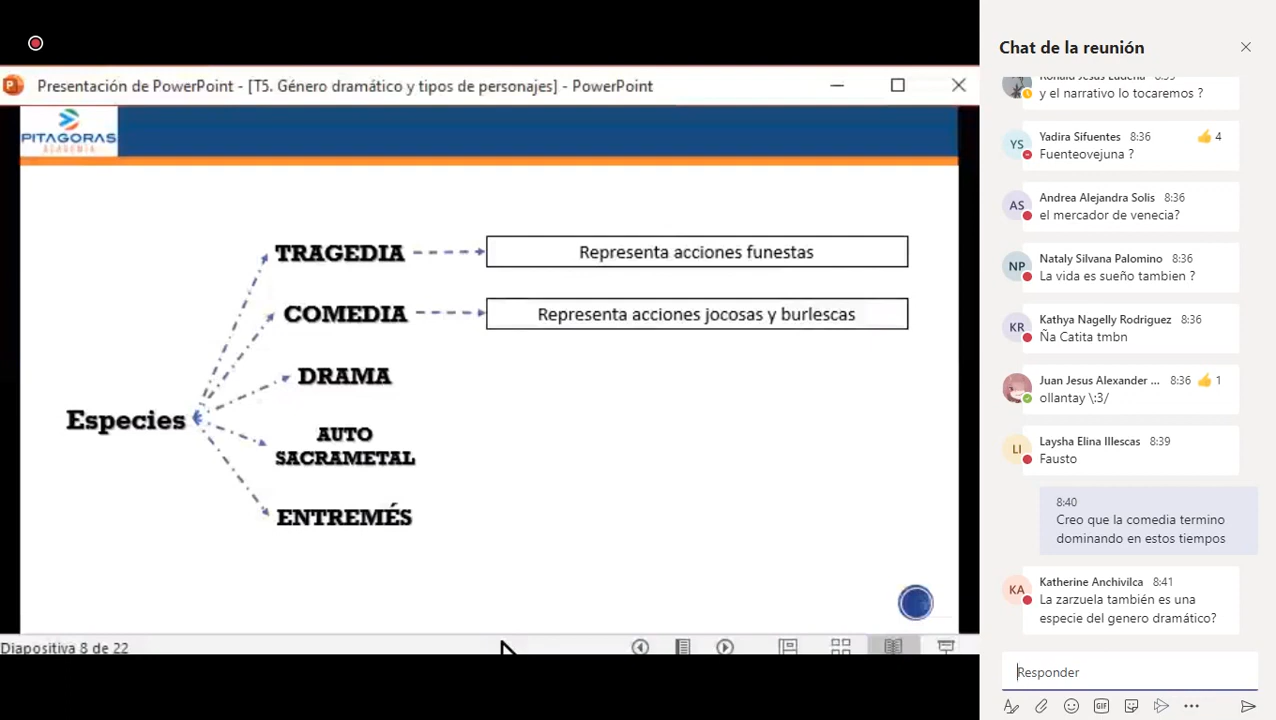 Presentación de PowerPoint - [T5. Género dramático y tipos de personajes] - PowerPoint
PITAGORAS
ACADEMIA
TRAGEDIA
Representa acciones funestas
COMEDIA
Representa acciones jocosas y burlescas
DRAMA
Especies
AUTO
SACRAMETAL
ENTREMÉS
Diapositiva 8 de 22
Chat de la reunión
y el narrativo lo tocaremos ?
YS
Yadira Sifuentes 8:36
4
Fuenteovejuna ?
AS
Andrea Alejandra Solis 8:36
el mercador de venecia?
NP
Nataly Silvana Palomino 8:36
La vida es sueño tambien ?
KR
Kathya Nagelly Rodriguez 8:36
Ña Catita tmbn
Juan Jesus Alexander ... 8:36
1
ollantay \;3/
LI
Laysha Elina Illescas 8:39
Fausto
8:40
Creo que la comedia termino
dominando en estos tiempos
KA
Katherine Anchivilca 8:41
La zarzuela también es una
especie del genero dramático?
Responder
GIF